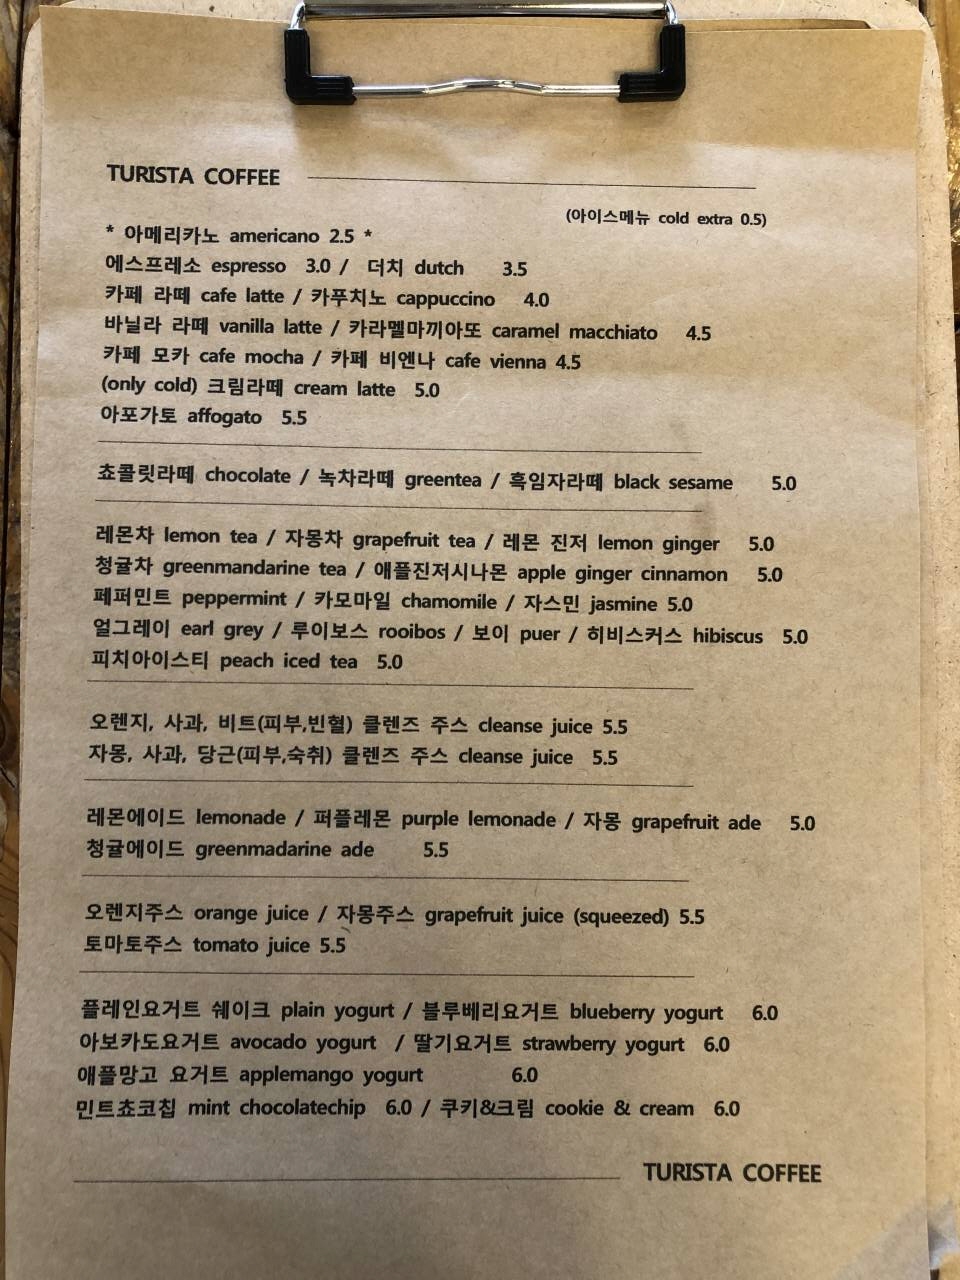 TURISTA COFFEE
(아이스메뉴 cold extra 0.5)
* 아메리카노 americano 2.5 *
에스프레소 espresso 3.0 / 더치 dutch 3.5
카페 라떼 cafe latte / 카푸치노 cappuccino 4.0
바닐라 라떼 vanilla latte / 카라멜마끼아또 caramel macchiato 4.5
카페 모카 cafe mocha / 카페 비엔나 cafe vienna 4.5
(only cold) 크림라떼 cream latte 5.0
아포가토 affogato 5.5
쵸콜릿라떼 chocolate / 녹차라떼 greentea / 흑임자라떼 black sesame 5.0
레몬차 lemon tea / 자몽차 grapefruit tea / 레몬 진저 lemon ginger 5.0
청귤차 greenmandarine tea / 애플진저시나몬 apple ginger cinnamon 5.0
페퍼민트 peppermint / 카모마일 chamomile / 자스민 jasmine 5.0
얼그레이 earl grey / 루이보스 rooibos / 보이 puer / 히비스커스 hibiscus 5.0
피치아이스티 peach iced tea 5.0
오렌지, 사과, 비트(피부,빈혈) 클렌즈 주스 cleanse juice 5.5
자몽, 사과, 당근(피부,숙취) 클렌즈 주스 cleanse juice 5.5
레몬에이드 lemonade / 퍼플레몬 purple lemonade / 자몽 grapefruit ade 5.0
청귤에이드 greenmadarine ade 5.5
오렌지주스 orange juice / 자몽주스 grapefruit juice (squeezed) 5.5
토마토주스 tomato juice 5.5
플레인요거트 쉐이크 plain yogurt / 블루베리요거트 blueberry yogurt 6.0
아보카도요거트 avocado yogurt / 딸기요거트 strawberry yogurt 6.0
애플망고 요거트 applemango yogurt 6.0
민트쵸코칩 mint chocolatechip 6.0 / 쿠키&크림 cookie & cream 6.0
TURISTA COFFEE